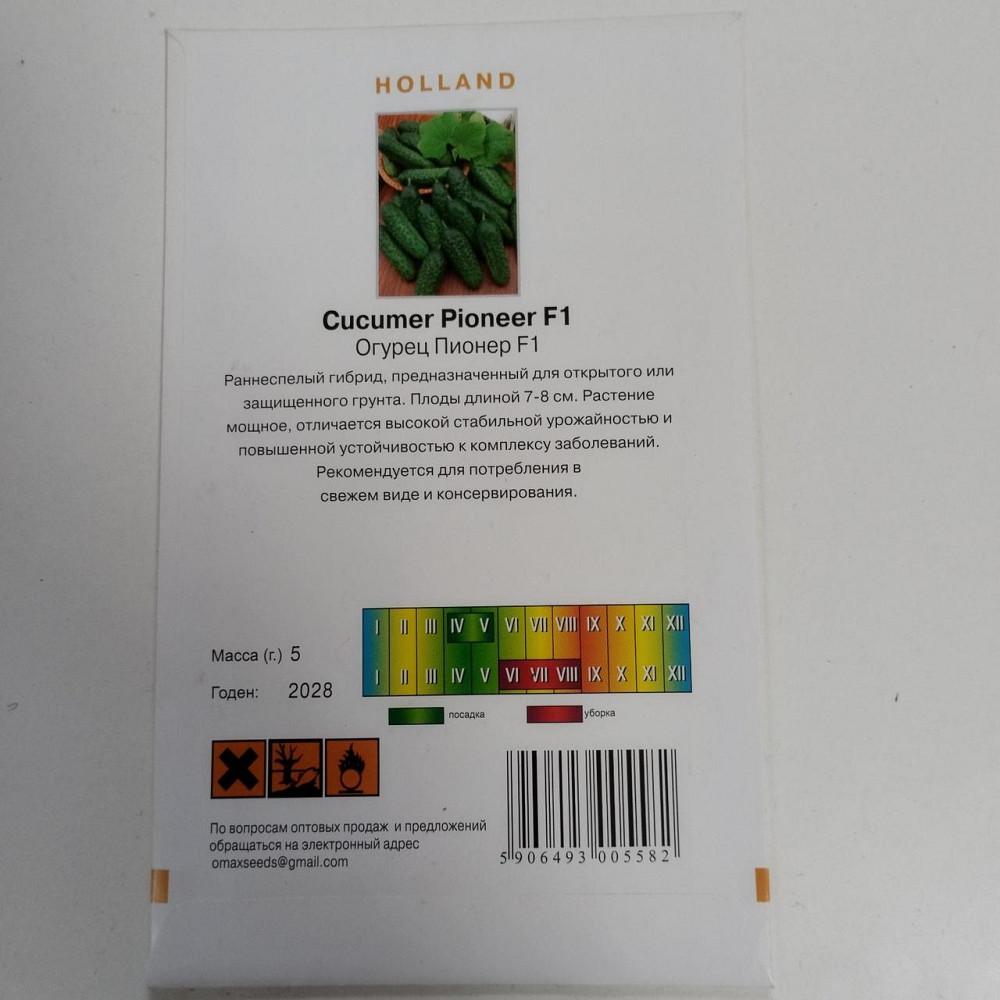 HOLLAND
Cucumer Pioneer F1
Огурец Пионер F1
Раннеспелый гибрид, предназначенный для открытого или
защищенного грунта. Плоды длиной 7-8 см. Растение
мощное, отличается высокой стабильной урожайностью и
повышенной устойчивостью к комплексу заболеваний.
Рекомендуется для потребления в
свежем виде и консервирования.
I II III IV V VI VII VIII IX X XI XII
Масса (г.) 5
I II III IV V VI VII VIII IX X XI XII
Годен: 2028
посадка уборка
По вопросам оптовых продаж и предложений
обращаться на электронный адрес
omaxseeds@gmail.com
5 906493 005582